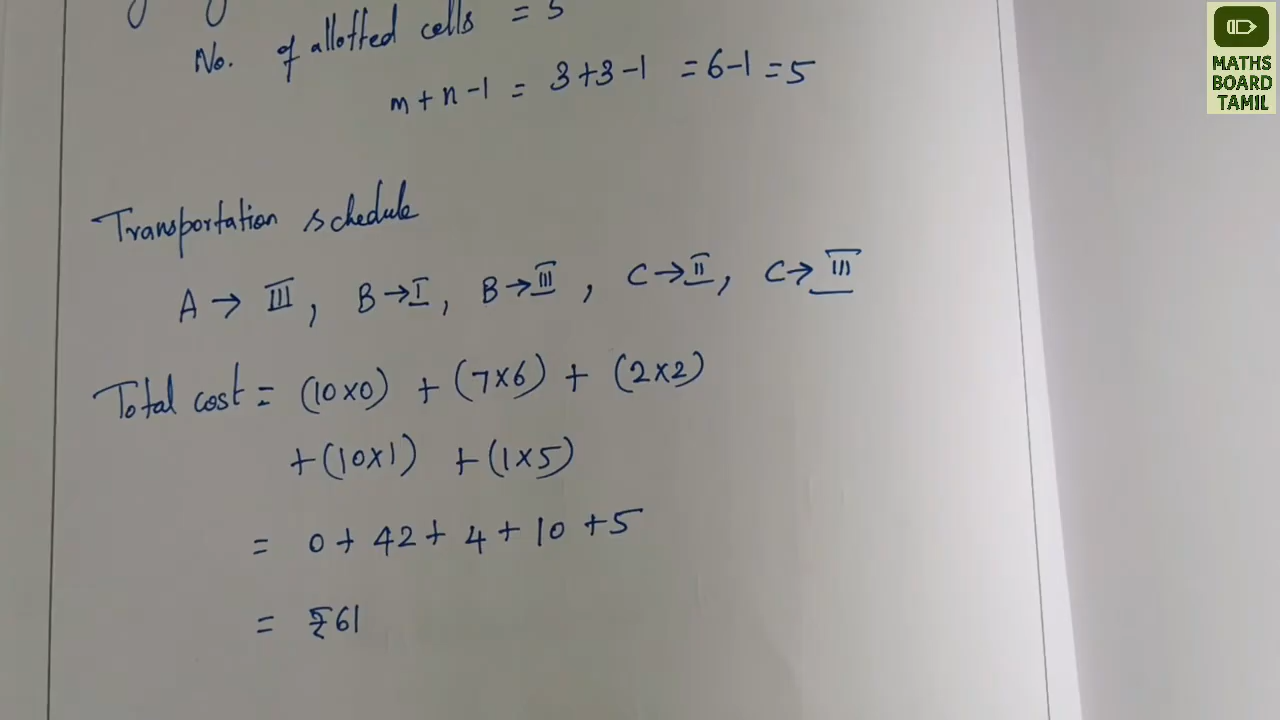 No. of allotted cells = 5
m + n - 1 = 3 + 3 - 1 = 6 - 1 = 5
Transportation schedule
A → III, B → I, B → III, C → II, C → III
Total cost = (10×0) + (7×6) + (2×2)
+ (10×1) + (1×5)
= 0 + 42 + 4 + 10 + 5
= ₹61
MATHS
BOARD
TAMIL